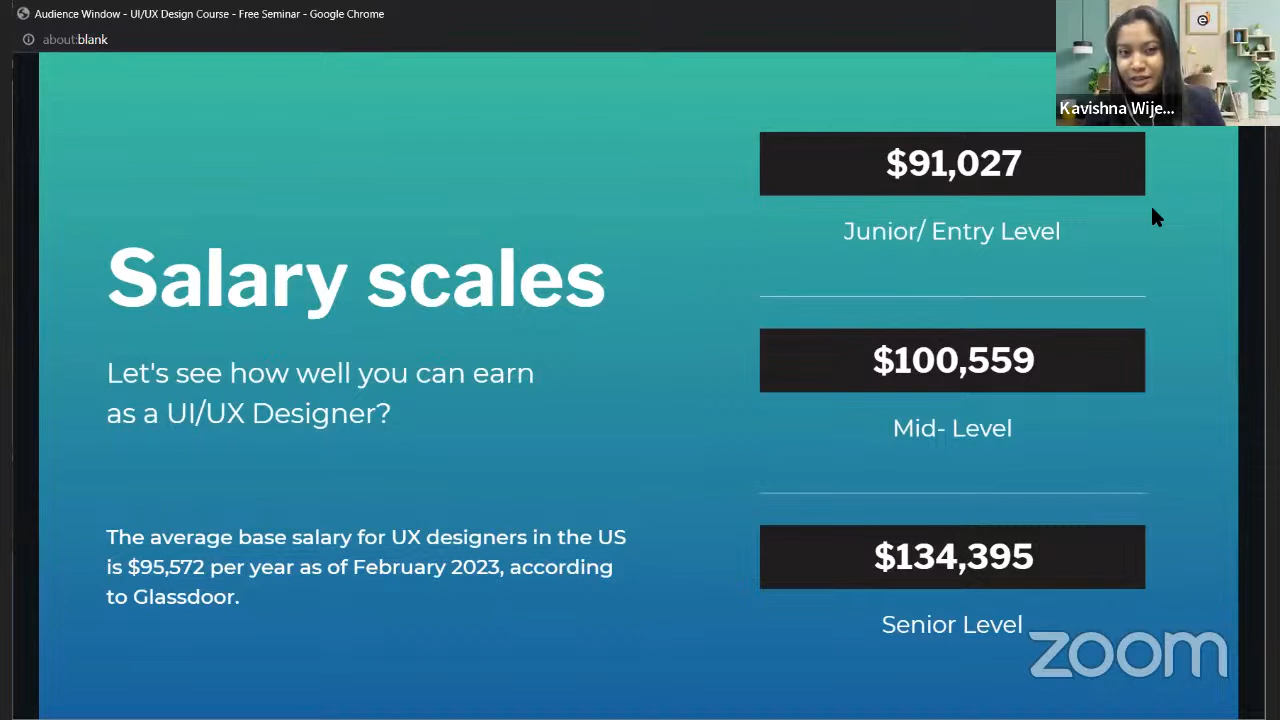 Audience Window - UI/UX Design Course - Free Seminar - Google Chrome
about:blank
e
Kavishna Wije...
$91,027
Junior/ Entry Level
Salary scales
Let's see how well you can earn
as a UI/UX Designer?
$100,559
Mid- Level
The average base salary for UX designers in the US
is $95,572 per year as of February 2023, according
to Glassdoor.
$134,395
Senior Level
zoom